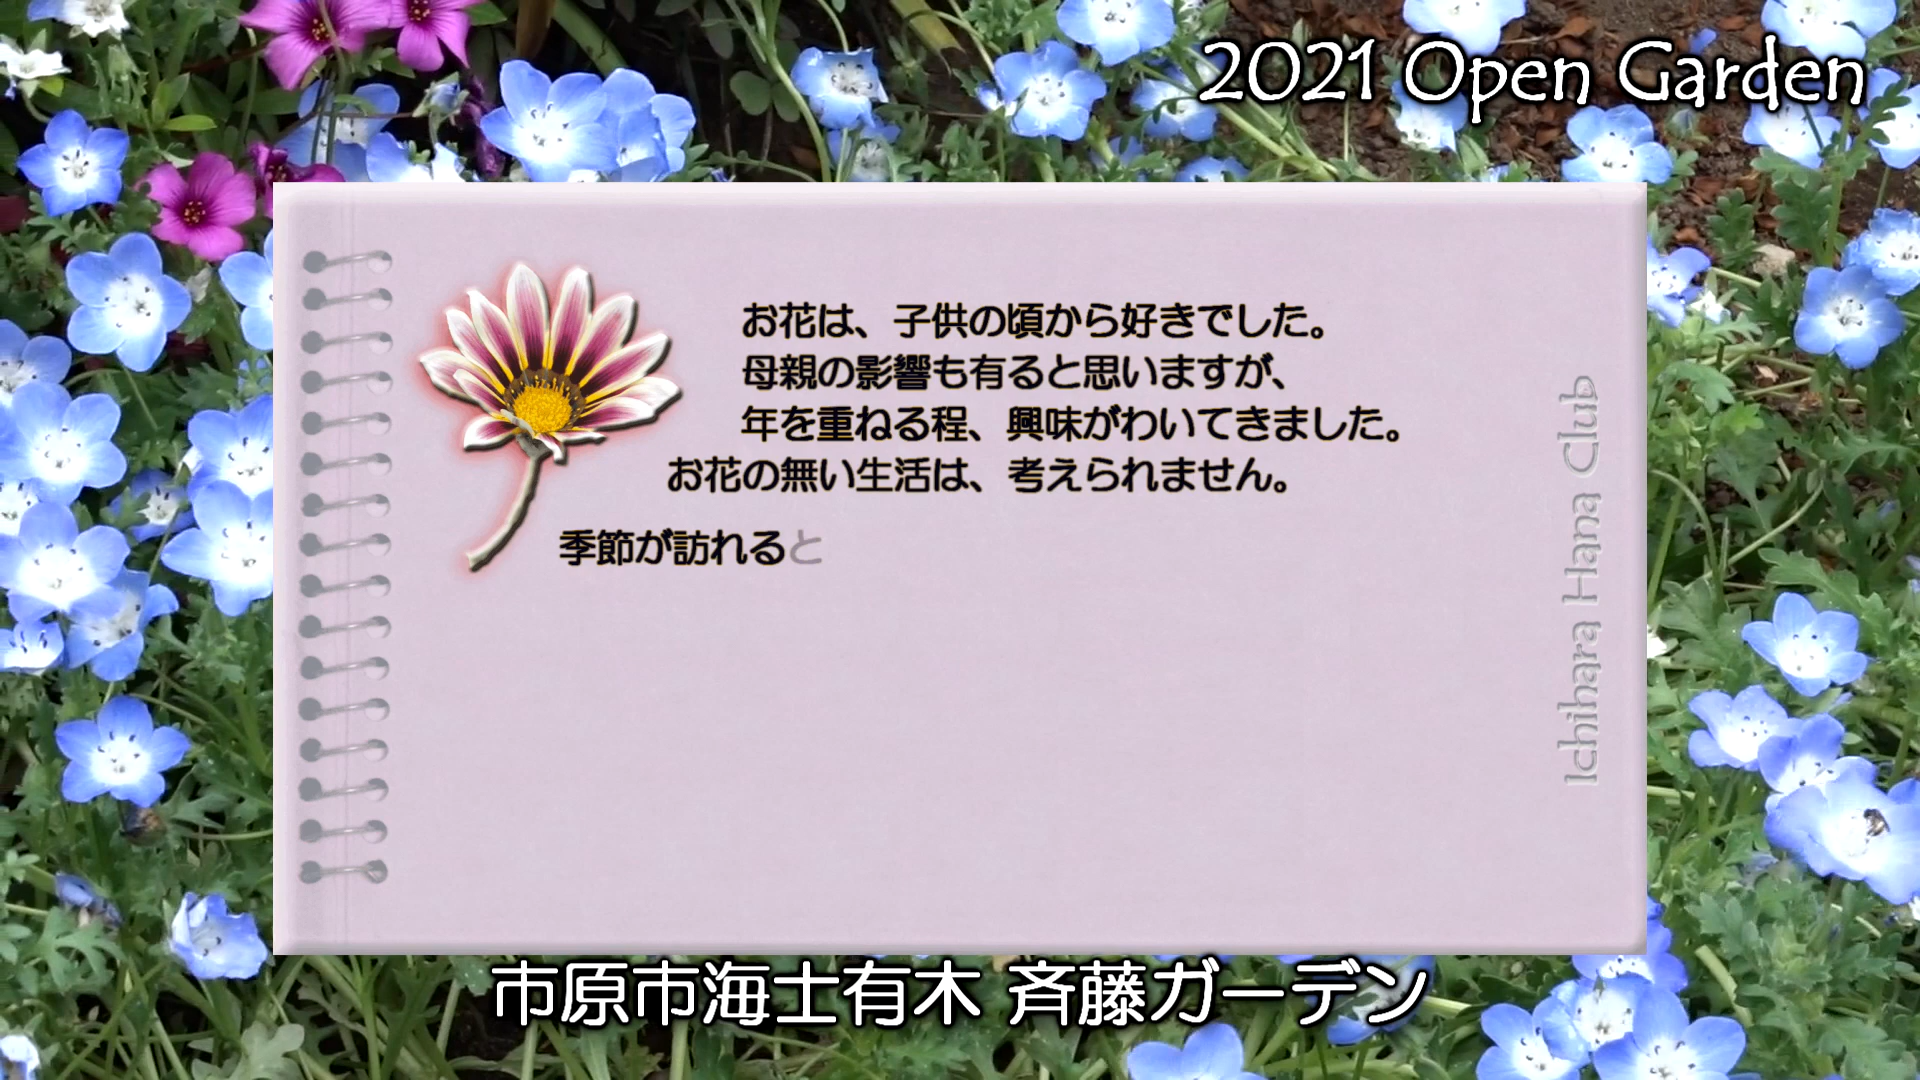 2021 Open Garden
お花は、子供の頃から好きでした。
母親の影響も有ると思いますが、
年を重ねる程、興味がわいてきました。
お花の無い生活は、考えられません。
季節が訪れると
Ichihara Hana Club
市原市海士有木 斉藤ガーデン